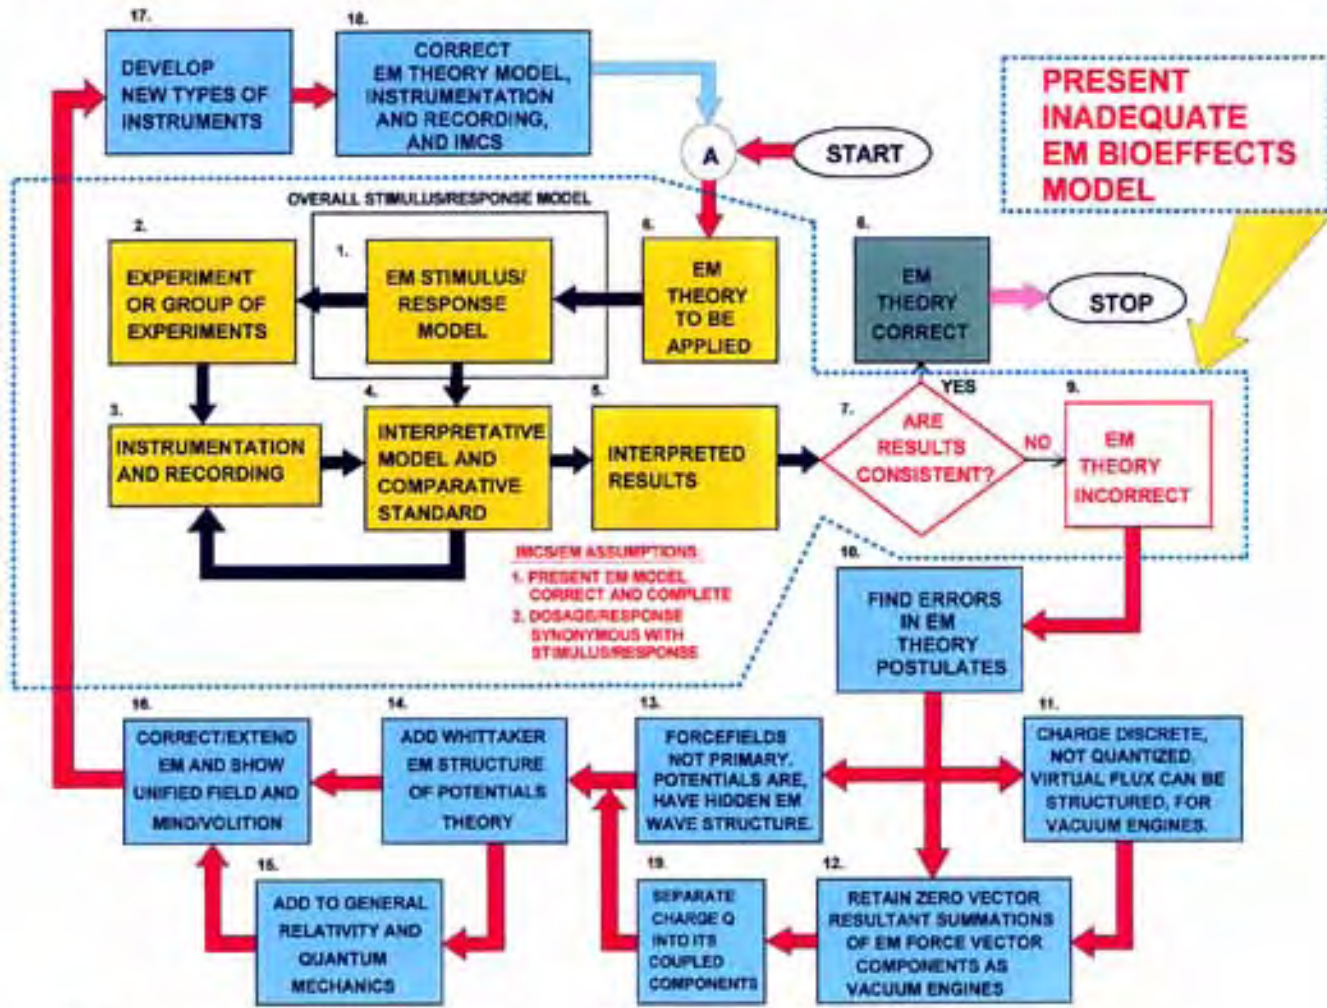 17.
DEVELOP
NEW TYPES OF
INSTRUMENTS
18.
CORRECT
EM THEORY MODEL,
INSTRUMENTATION
AND RECORDING,
AND IMCS
A
START
PRESENT
INADEQUATE
EM BIOEFFECTS
MODEL
OVERALL STIMULUS/RESPONSE MODEL
2.
EXPERIMENT
OR GROUP OF
EXPERIMENTS
1.
EM STIMULUS/
RESPONSE
MODEL
6.
EM
THEORY
TO BE
APPLIED
8.
EM
THEORY
CORRECT
STOP
3.
INSTRUMENTATION
AND RECORDING
4.
INTERPRETATIVE
MODEL AND
COMPARATIVE
STANDARD
5.
INTERPRETED
RESULTS
7.
ARE
RESULTS
CONSISTENT?
YES
NO
9.
EM
THEORY
INCORRECT
IMCS/EM ASSUMPTIONS:
1. PRESENT EM MODEL
CORRECT AND COMPLETE
2. DOSAGE/RESPONSE
SYNONYMOUS WITH
STIMULUS/RESPONSE
10.
FIND ERRORS
IN EM
THEORY
POSTULATES
16.
CORRECT/EXTEND
EM AND SHOW
UNIFIED FIELD AND
MIND/VOLITION
14.
ADD WHITTAKER
EM STRUCTURE
OF POTENTIALS
THEORY
13.
FORCEFIELDS
NOT PRIMARY.
POTENTIALS ARE,
HAVE HIDDEN EM
WAVE STRUCTURE.
11.
CHARGE DISCRETE,
NOT QUANTIZED.
VIRTUAL FLUX CAN BE
STRUCTURED, FOR
VACUUM ENGINES.
15.
ADD TO GENERAL
RELATIVITY AND
QUANTUM
MECHANICS
19.
SEPARATE
CHARGE Q
INTO ITS
COUPLED
COMPONENTS
12.
RETAIN ZERO VECTOR
RESULTANT SUMMATIONS
OF EM FORCE VECTOR
COMPONENTS AS
VACUUM ENGINES